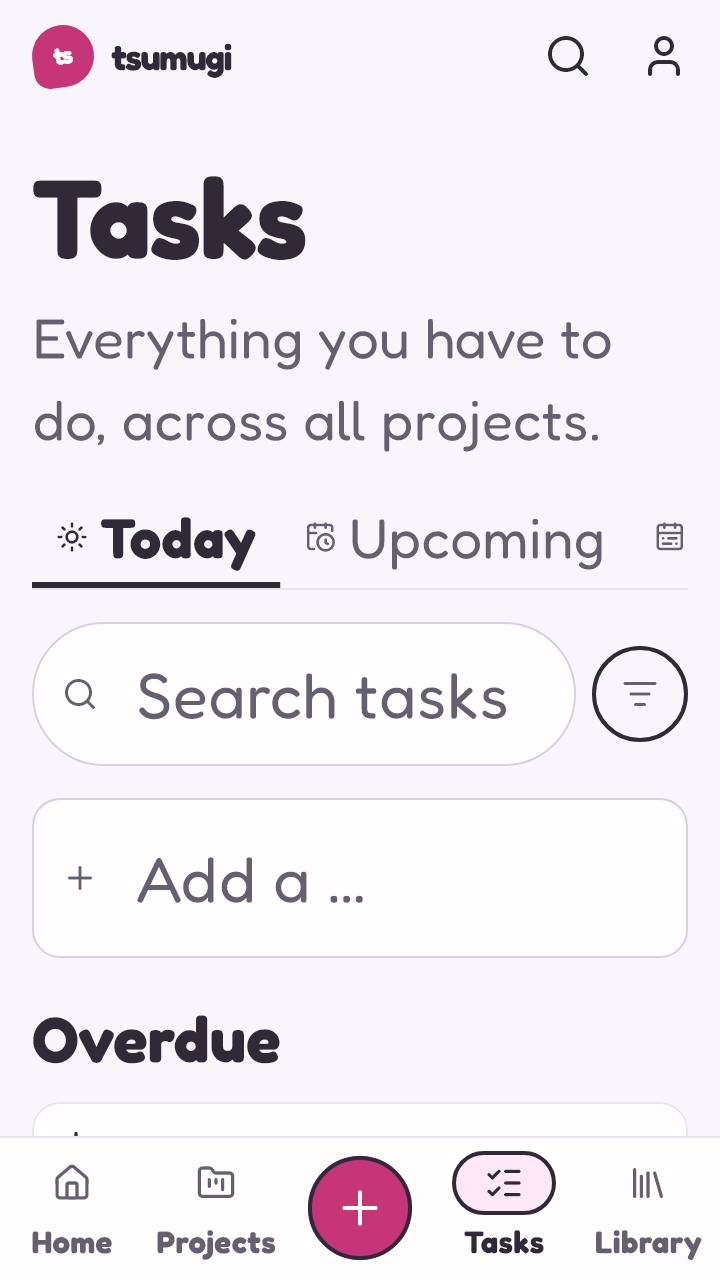 ts
tsumugi
Tasks
Everything you have to
do, across all projects.
Today
Upcoming
Search tasks
Add a ...
Overdue
Home
Projects
Tasks
Library